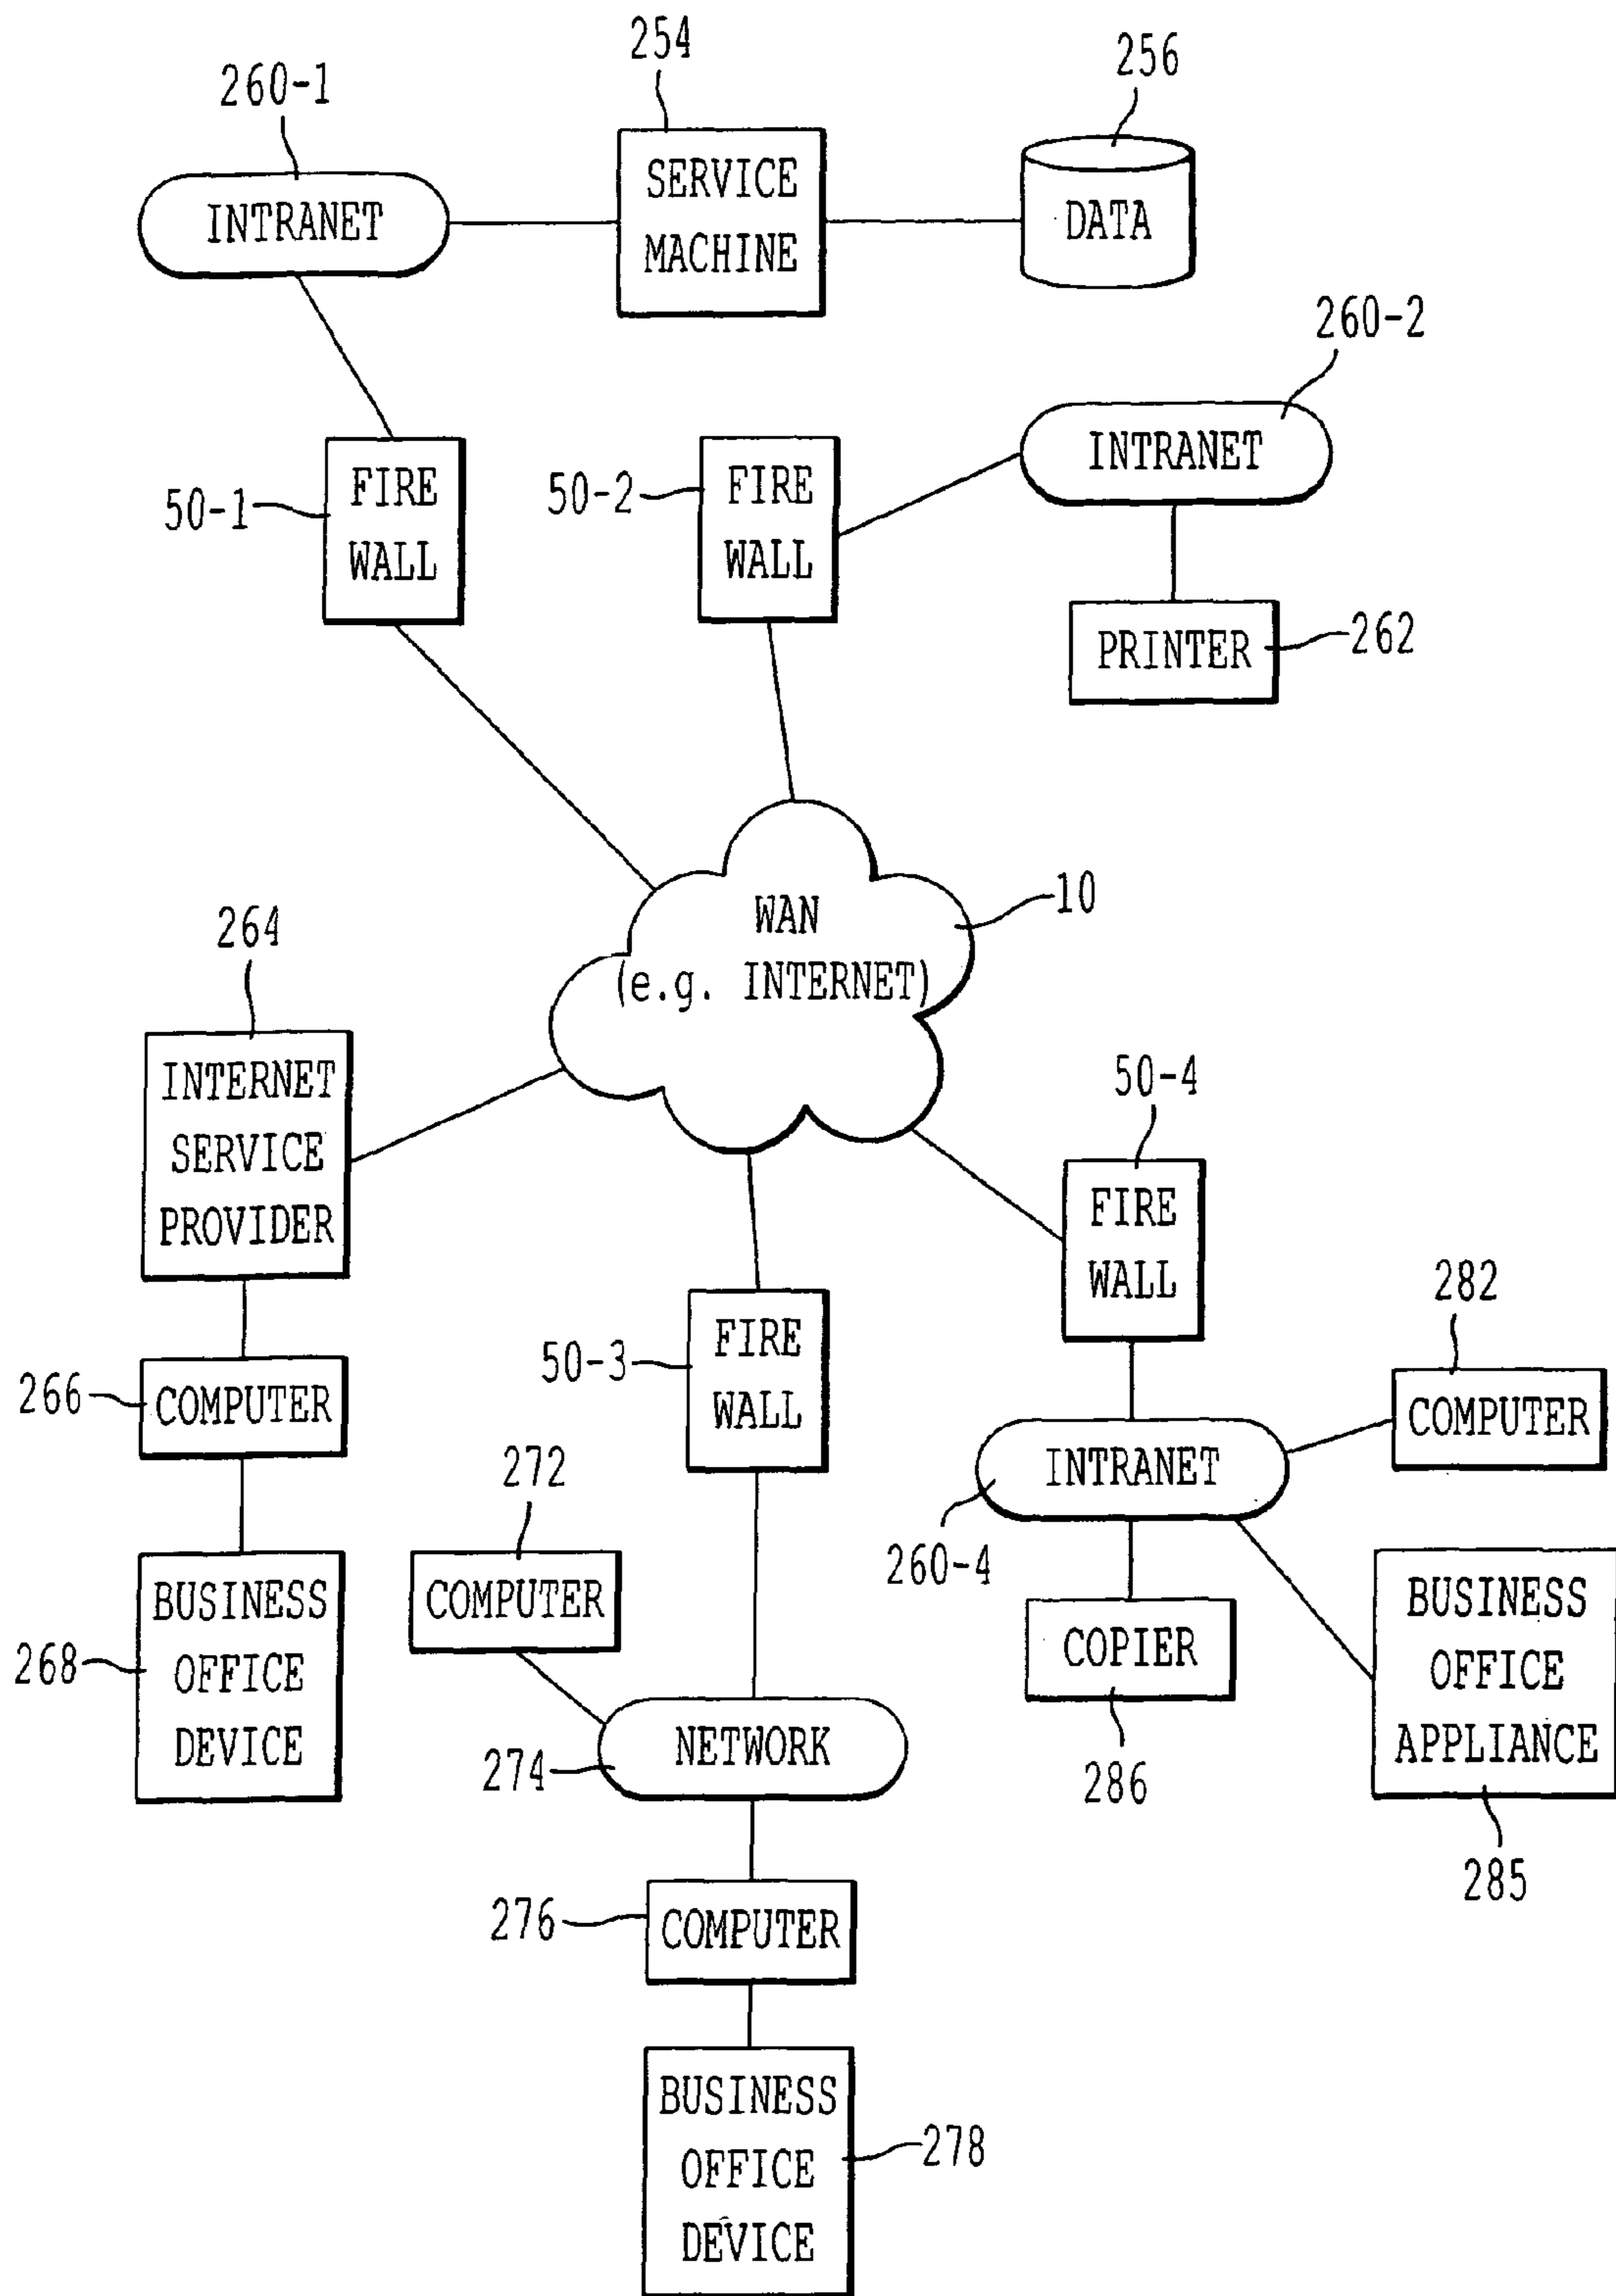 254
256
260-1
SERVICE
MACHINE
INTRANET
DATA
260-2
INTRANET
FIRE
WALL
50-1
FIRE
WALL
50-2
PRINTER
262
WAN
(e.g. INTERNET)
10
264
INTERNET
SERVICE
PROVIDER
50-4
FIRE
WALL
282
COMPUTER
50-3
FIRE
WALL
266
COMPUTER
272
COMPUTER
INTRANET
260-4
BUSINESS
OFFICE
DEVICE
268
COPIER
286
BUSINESS
OFFICE
APPLIANCE
285
NETWORK
274
276
COMPUTER
BUSINESS
OFFICE
DEVICE
278